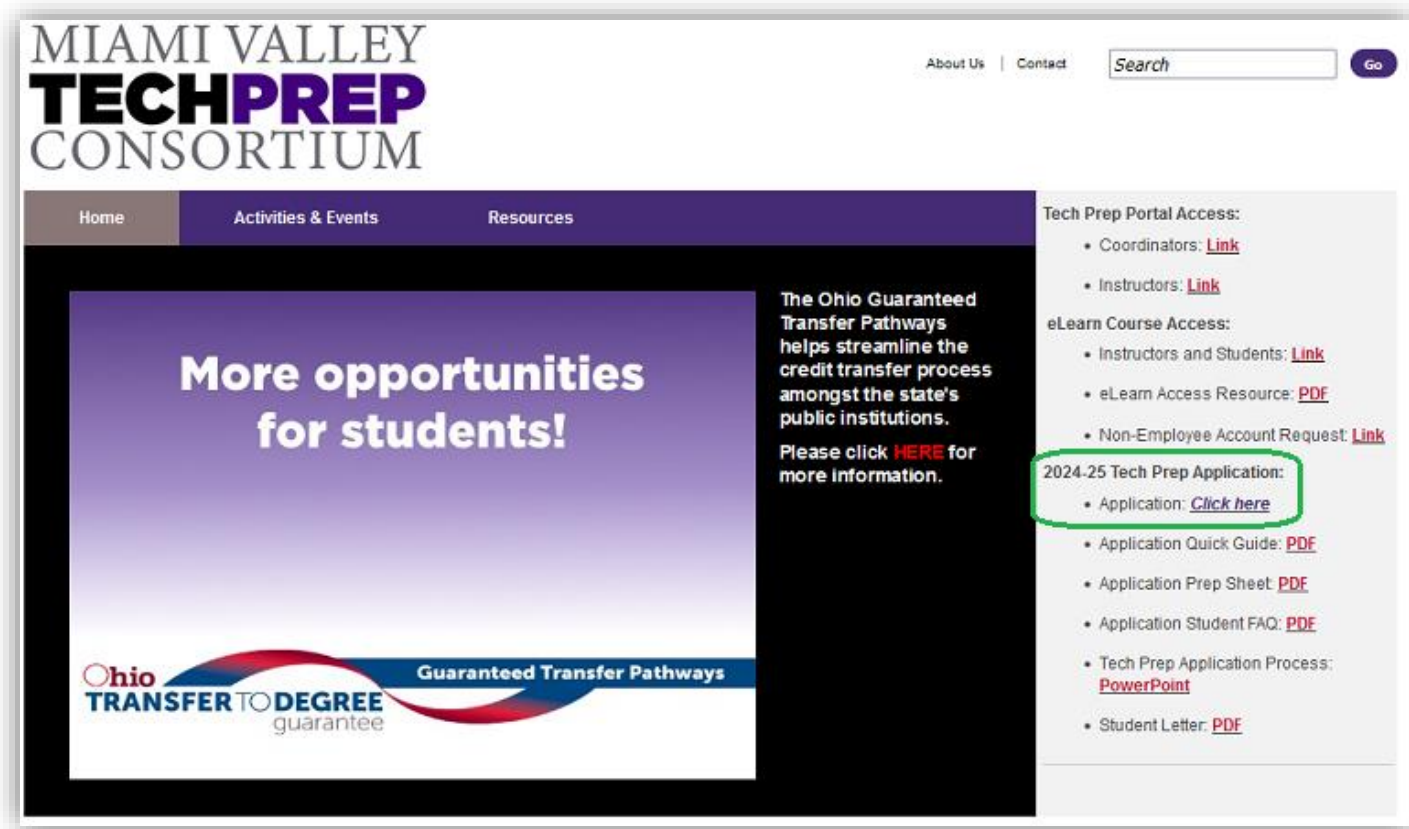 MIAMI VALLEY
TECHPREP
CONSORTIUM
About Us | Contact
Search
Go
Home
Activities & Events
Resources
More opportunities
for students!
Ohio
TRANSFER TO DEGREE
guarantee
Guaranteed Transfer Pathways
The Ohio Guaranteed
Transfer Pathways
helps streamline the
credit transfer process
amongst the state's
public institutions.
Please click HERE for
more information.
Tech Prep Portal Access:
• Coordinators: Link
• Instructors: Link
eLearn Course Access:
• Instructors and Students: Link
• eLearn Access Resource: PDF
• Non-Employee Account Request: Link
2024-25 Tech Prep Application:
• Application: Click here
• Application Quick Guide: PDF
• Application Prep Sheet: PDF
• Application Student FAQ: PDF
• Tech Prep Application Process:
PowerPoint
• Student Letter: PDF